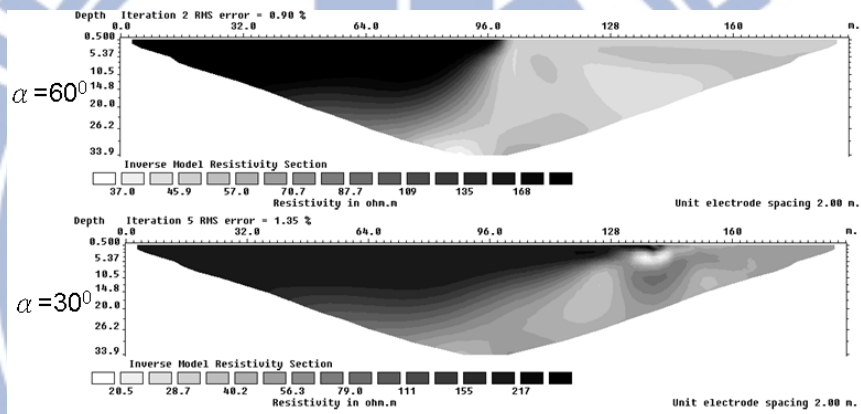 Depth Iteration 2 RMS error = 0.90 %
0.0 32.0 64.0 96.0 128 160 m.
0.500
5.37
10.5
14.8
20.0
26.2
33.9
α=60⁰
Inverse Model Resistivity Section
37.0 45.9 57.0 70.7 87.7 109 135 168
Resistivity in ohm.m
Unit electrode spacing 2.00 m.
Depth Iteration 5 RMS error = 1.35 %
0.0 32.0 64.0 96.0 128 160 m.
0.500
5.37
10.5
14.8
20.0
26.2
33.9
α=30⁰
Inverse Model Resistivity Section
20.5 28.7 40.2 56.3 79.0 111 155 217
Resistivity in ohm.m
Unit electrode spacing 2.00 m.